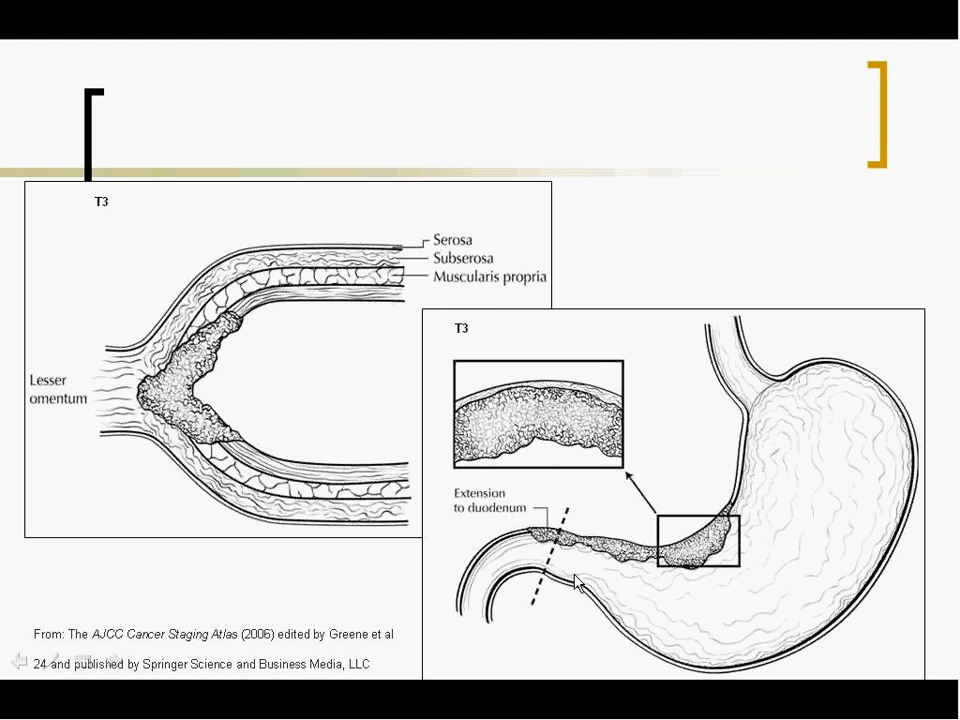 T3
Serosa
Subserosa
Muscularis propria
Lesser
omentum
T3
Extension
to duodenum
From: The AJCC Cancer Staging Atlas (2006) edited by Greene et al
24 and published by Springer Science and Business Media, LLC